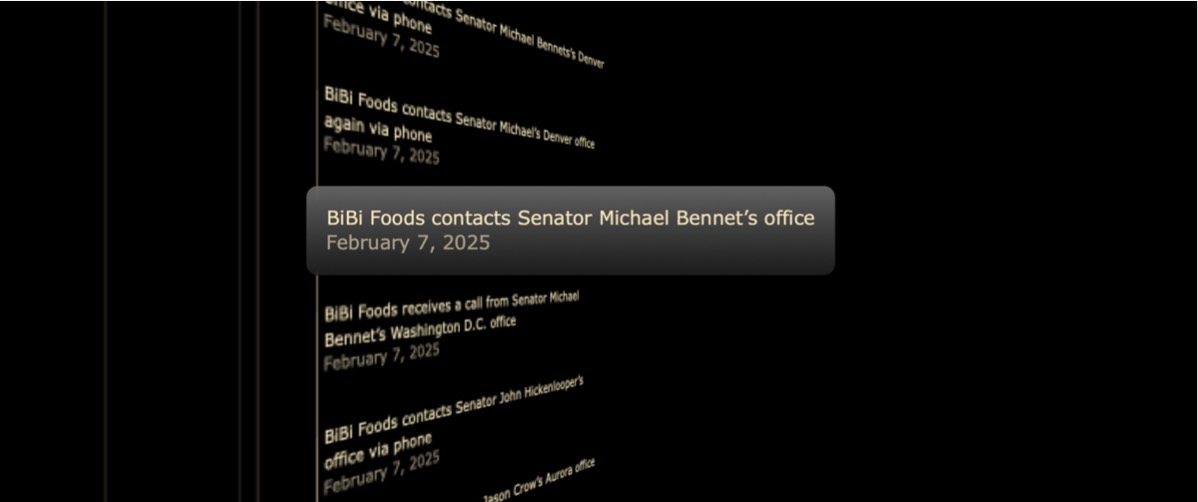 office via phone
contacts Senator Michael Bennets's Denver
February 7, 2025
BiBi Foods contacts Senator Michael's Denver office
again via phone
February 7, 2025
BiBi Foods contacts Senator Michael Bennet’s office
February 7, 2025
BiBi Foods receives a call from Senator Michael
Bennet’s Washington D.C. office
February 7, 2025
BiBi Foods contacts Senator John Hickenlooper’s
office via phone
February 7, 2025
Jason Crow’s Aurora office